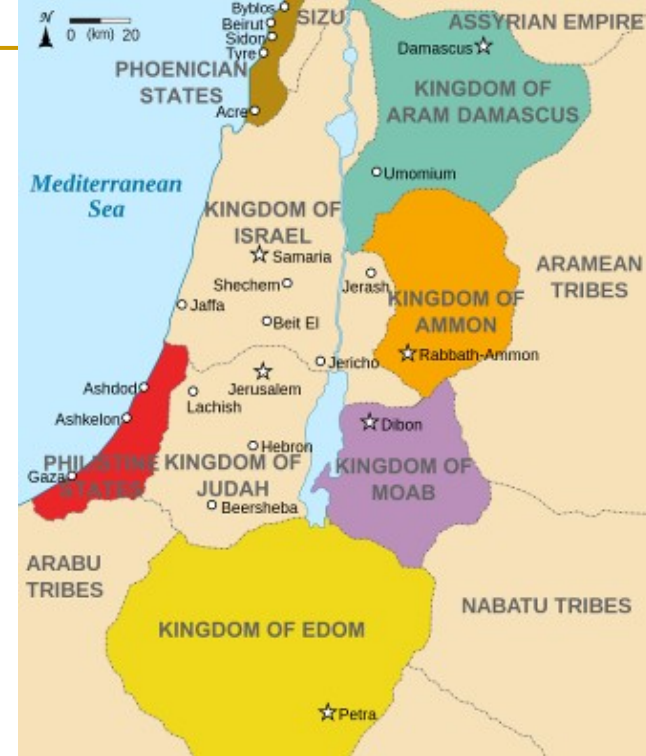 N
0 (km) 20
Byblos
Beirut
Sidon
Tyre
SIZU
ASSYRIAN EMPIRE
Damascus
PHOENICIAN
STATES
KINGDOM OF
ARAM DAMASCUS
Acre
Umomium
Mediterranean
Sea
KINGDOM OF
ISRAEL
Samaria
Shechem
Jerash
ARAMEAN
TRIBES
Jaffa
Beit El
KINGDOM OF
AMMON
Rabbath-Ammon
Jericho
Ashdod
Jerusalem
Lachish
Ashkelon
Dibon
Hebron
Gaza
PHILISTINE
STATES
KINGDOM OF
JUDAH
KINGDOM OF
MOAB
Beersheba
ARABU
TRIBES
NABATU TRIBES
KINGDOM OF EDOM
Petra